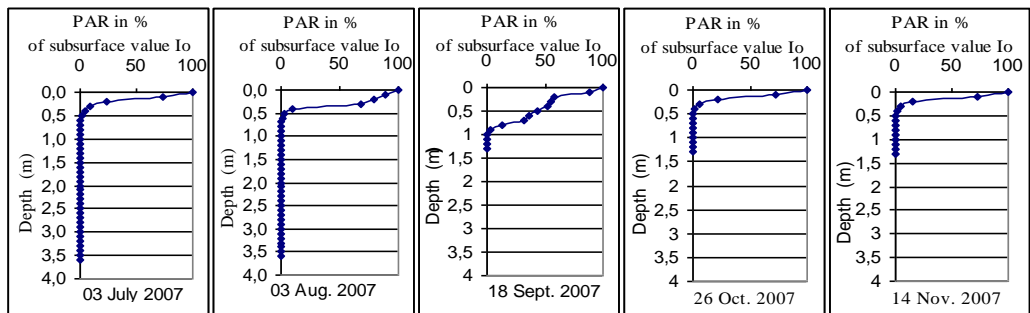 PAR in %
of subsurface value Io
0 50 100
0,0
0,5
1,0
1,5
2,0
2,5
3,0
3,5
4,0
Depth (m)
03 July 2007
PAR in %
of subsurface value Io
0 50 100
0,0
0,5
1,0
1,5
2,0
2,5
3,0
3,5
4,0
Depth (m)
03 Aug. 2007
PAR in %
of subsurface value Io
0 50 100
0
0,5
1
1,5
2
2,5
3
3,5
4
Depth (m)
18 Sept. 2007
PAR in %
of subsurface value Io
0 50 100
0
0,5
1
1,5
2
2,5
3
3,5
4
Depth (m)
26 Oct. 2007
PAR in %
of subsurface value Io
0 50 100
0
0,5
1
1,5
2
2,5
3
3,5
4
Depth (m)
14 Nov. 2007